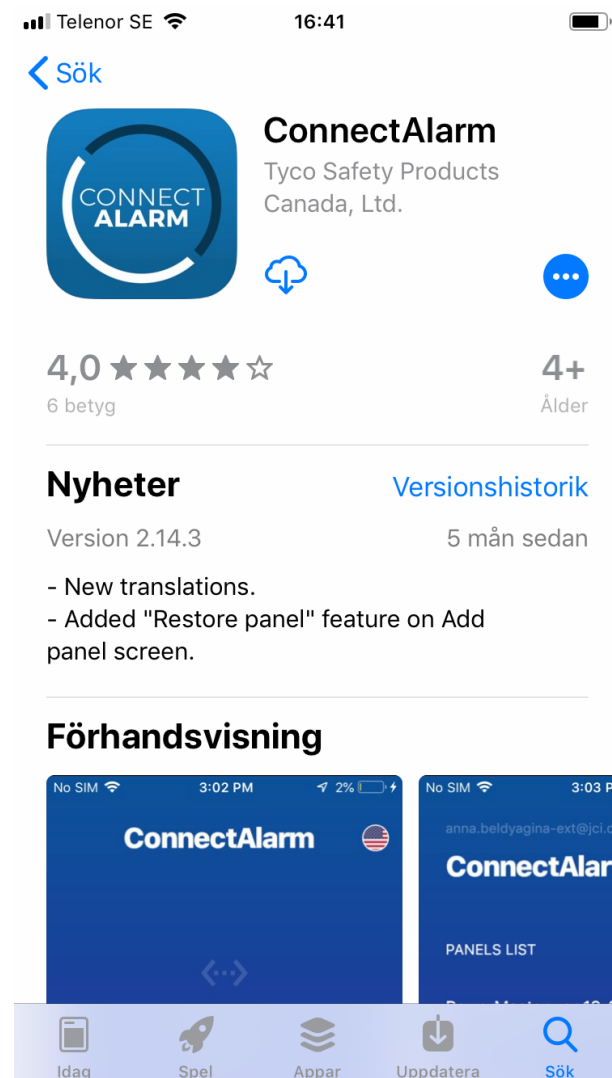 Telenor SE
16:41
Sök
CONNECT
ALARM
ConnectAlarm
Tyco Safety Products
Canada, Ltd.
4,0
6 betyg
4+
Ålder
Nyheter
Versionshistorik
Version 2.14.3
5 mån sedan
- New translations.
- Added "Restore panel" feature on Add
panel screen.
Förhandsvisning
No SIM
3:02 PM
2%
ConnectAlarm
No SIM
3:03 P
anna.beldyagina-ext@jci.c
ConnectAlar
PANELS LIST
Idag
Spel
Appar
Uppdatera
Sök